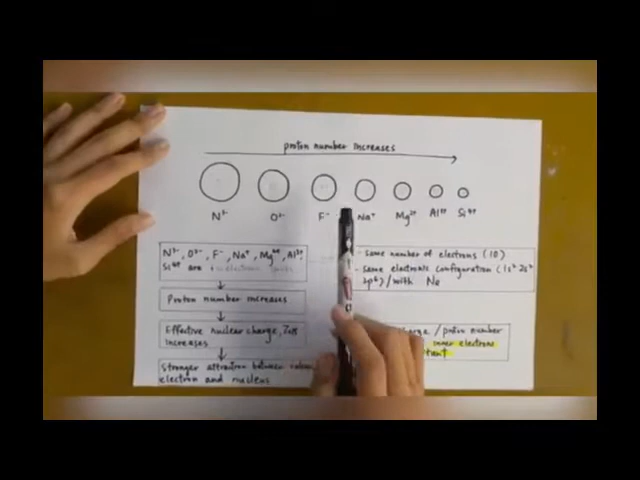 proton number increases
N³⁻ O²⁻ F⁻ Na⁺ Mg²⁺ Al³⁺ Si⁴⁺
N³⁻, O²⁻, F⁻, Na⁺, Mg²⁺, Al³⁺,
Si⁴⁺ are
Proton number increases
Effective nuclear charge, Zeff
increases
Stronger attraction between
electron and nucleus
- same number of electrons (10)
- same electronic configuration (1s² 2s²
2p⁶) / with Ne
/ proton number
inner electrons